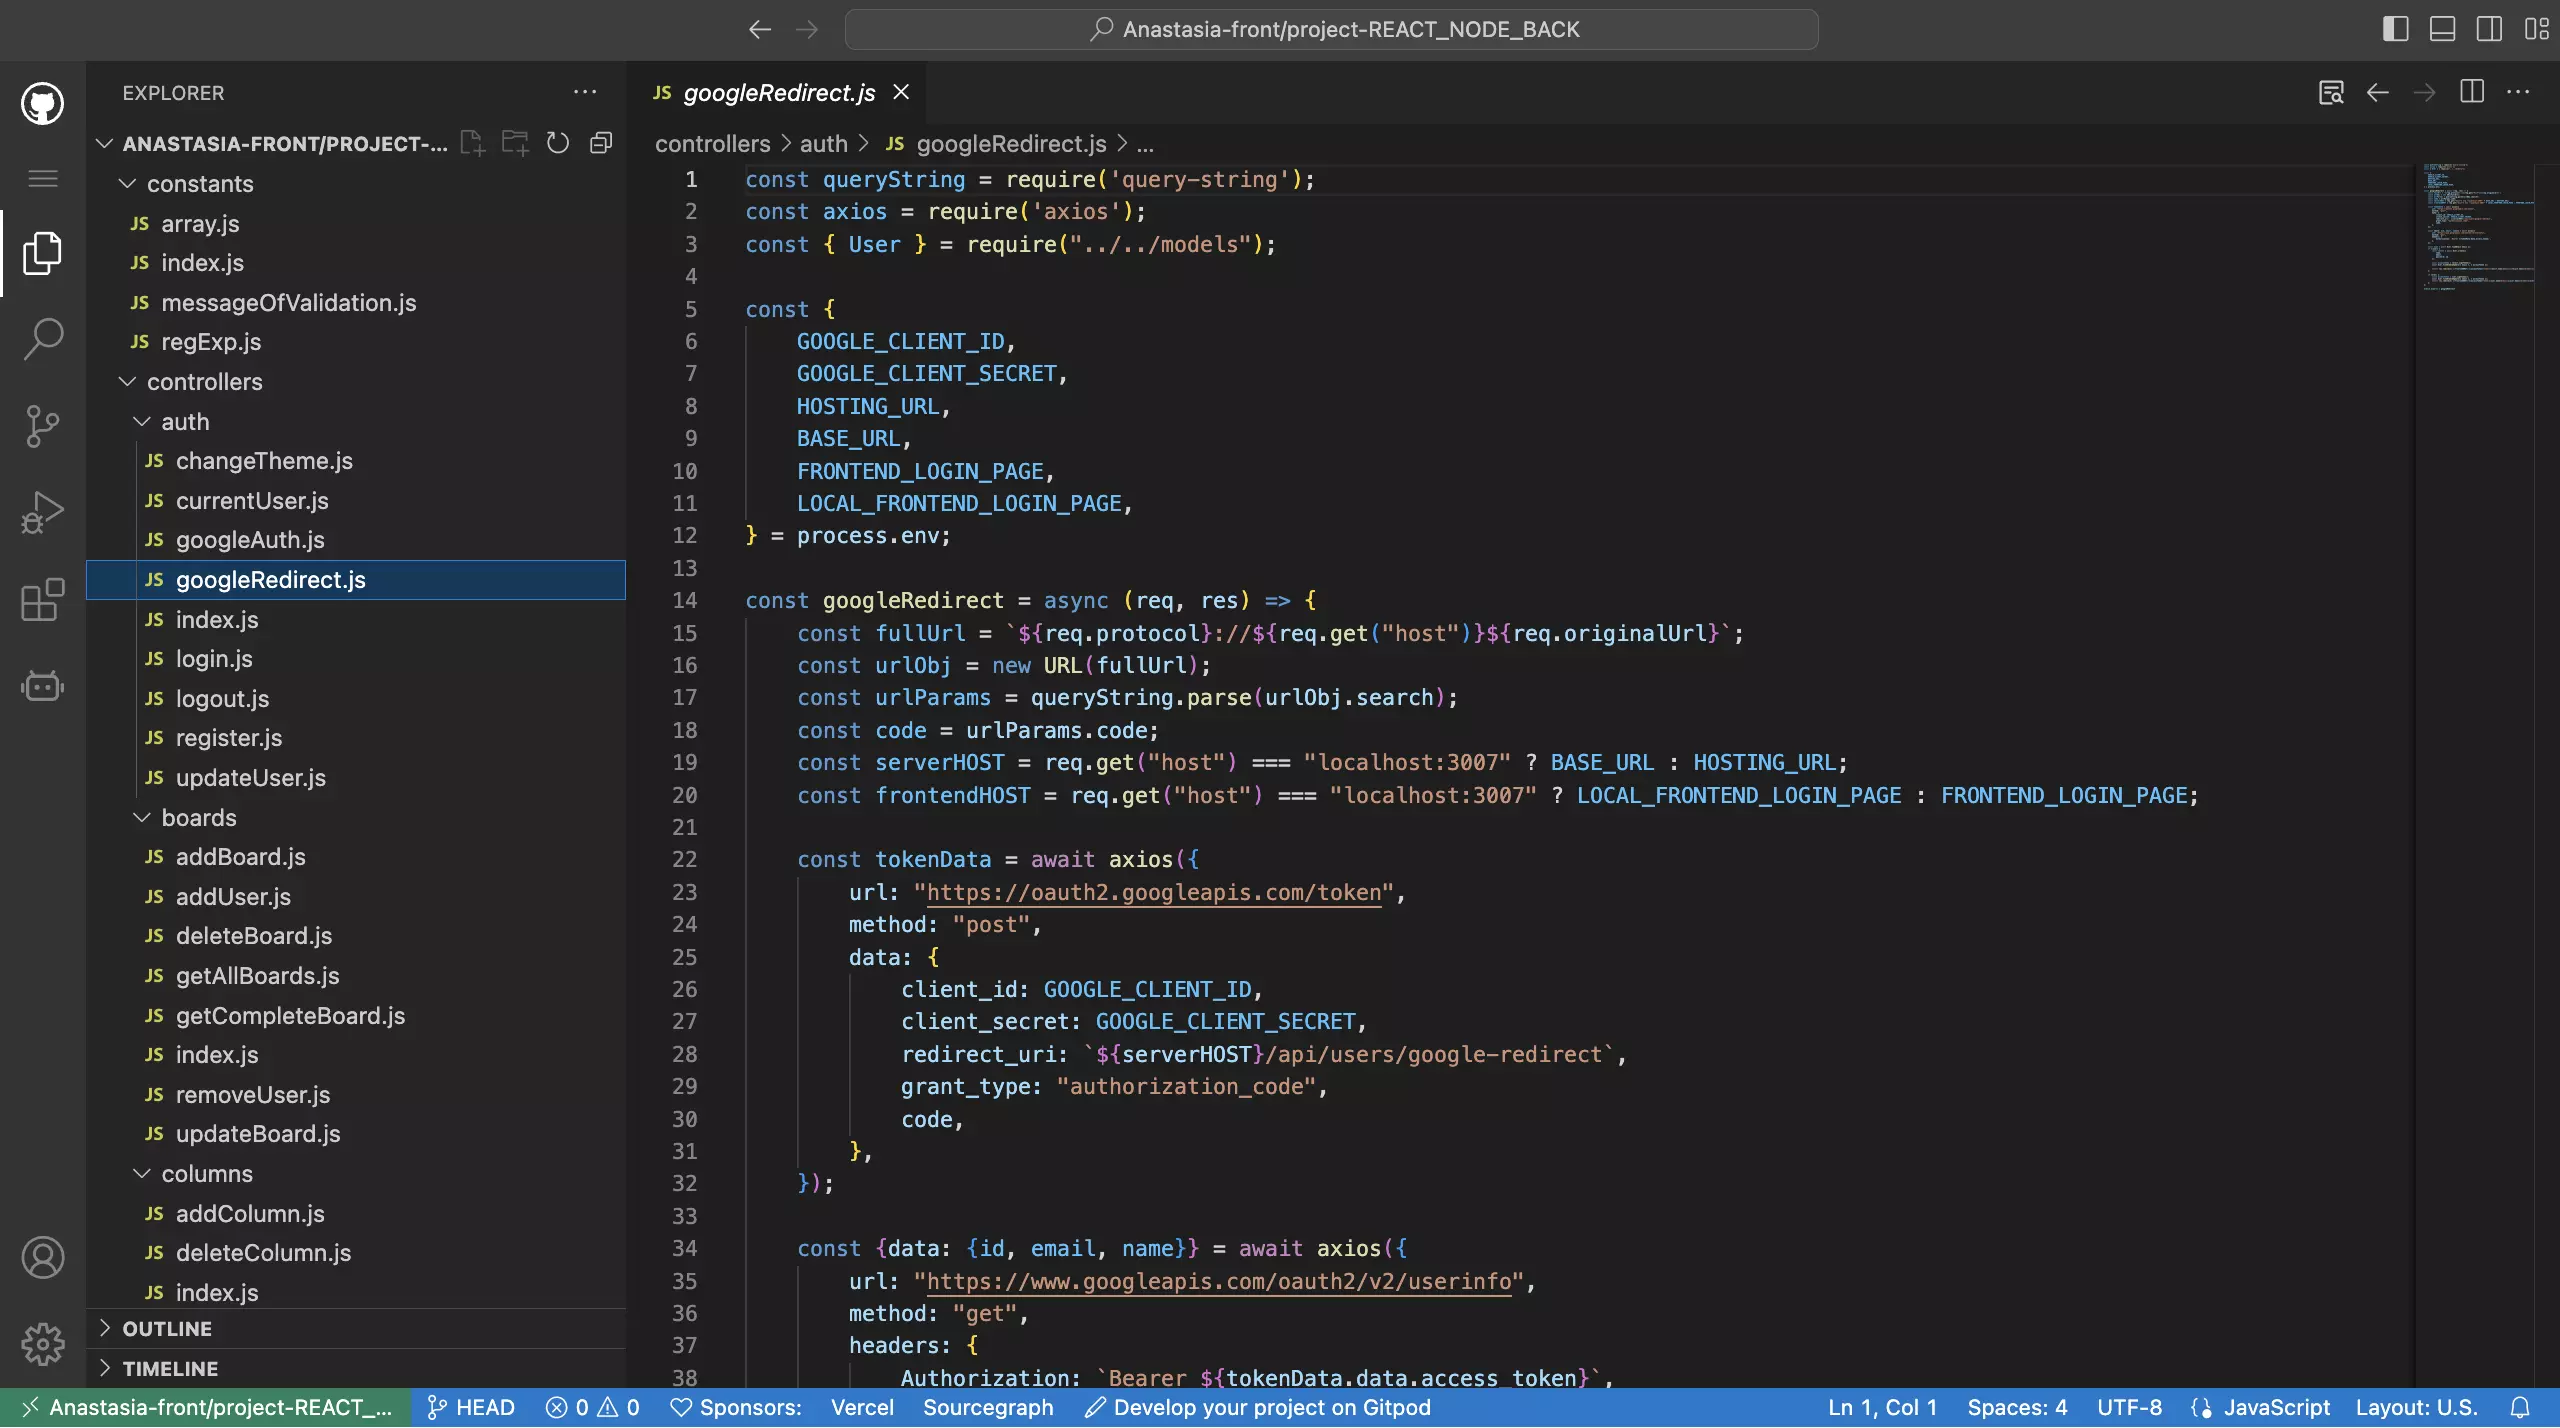 Anastasia-front/project-REACT_NODE_BACK
EXPLORER
ANASTASIA-FRONT/PROJECT-...
constants
JS array.js
JS index.js
JS messageOfValidation.js
JS regExp.js
controllers
auth
JS changeTheme.js
JS currentUser.js
JS googleAuth.js
JS googleRedirect.js
JS index.js
JS login.js
JS logout.js
JS register.js
JS updateUser.js
boards
JS addBoard.js
JS addUser.js
JS deleteBoard.js
JS getAllBoards.js
JS getCompleteBoard.js
JS index.js
JS removeUser.js
JS updateBoard.js
columns
JS addColumn.js
JS deleteColumn.js
JS index.js
OUTLINE
TIMELINE
JS googleRedirect.js
controllers > auth > JS googleRedirect.js > ...
1 const queryString = require('query-string');
2 const axios = require('axios');
3 const { User } = require("../../models");
4
5 const {
6 GOOGLE_CLIENT_ID,
7 GOOGLE_CLIENT_SECRET,
8 HOSTING_URL,
9 BASE_URL,
10 FRONTEND_LOGIN_PAGE,
11 LOCAL_FRONTEND_LOGIN_PAGE,
12 } = process.env;
13
14 const googleRedirect = async (req, res) => {
15 const fullUrl = `${req.protocol}://${req.get("host")}${req.originalUrl}`;
16 const urlObj = new URL(fullUrl);
17 const urlParams = queryString.parse(urlObj.search);
18 const code = urlParams.code;
19 const serverHOST = req.get("host") === "localhost:3007" ? BASE_URL : HOSTING_URL;
20 const frontendHOST = req.get("host") === "localhost:3007" ? LOCAL_FRONTEND_LOGIN_PAGE : FRONTEND_LOGIN_PAGE;
21
22 const tokenData = await axios({
23 url: "https://oauth2.googleapis.com/token",
24 method: "post",
25 data: {
26 client_id: GOOGLE_CLIENT_ID,
27 client_secret: GOOGLE_CLIENT_SECRET,
28 redirect_uri: `${serverHOST}/api/users/google-redirect`,
29 grant_type: "authorization_code",
30 code,
31 },
32 });
33
34 const {data: {id, email, name}} = await axios({
35 url: "https://www.googleapis.com/oauth2/v2/userinfo",
36 method: "get",
37 headers: {
38 Authorization: `Bearer ${tokenData.data.access_token}`,
Anastasia-front/project-REACT_... HEAD 0 0 Sponsors: Vercel Sourcegraph Develop your project on Gitpod Ln 1, Col 1 Spaces: 4 UTF-8 JavaScript Layout: U.S.